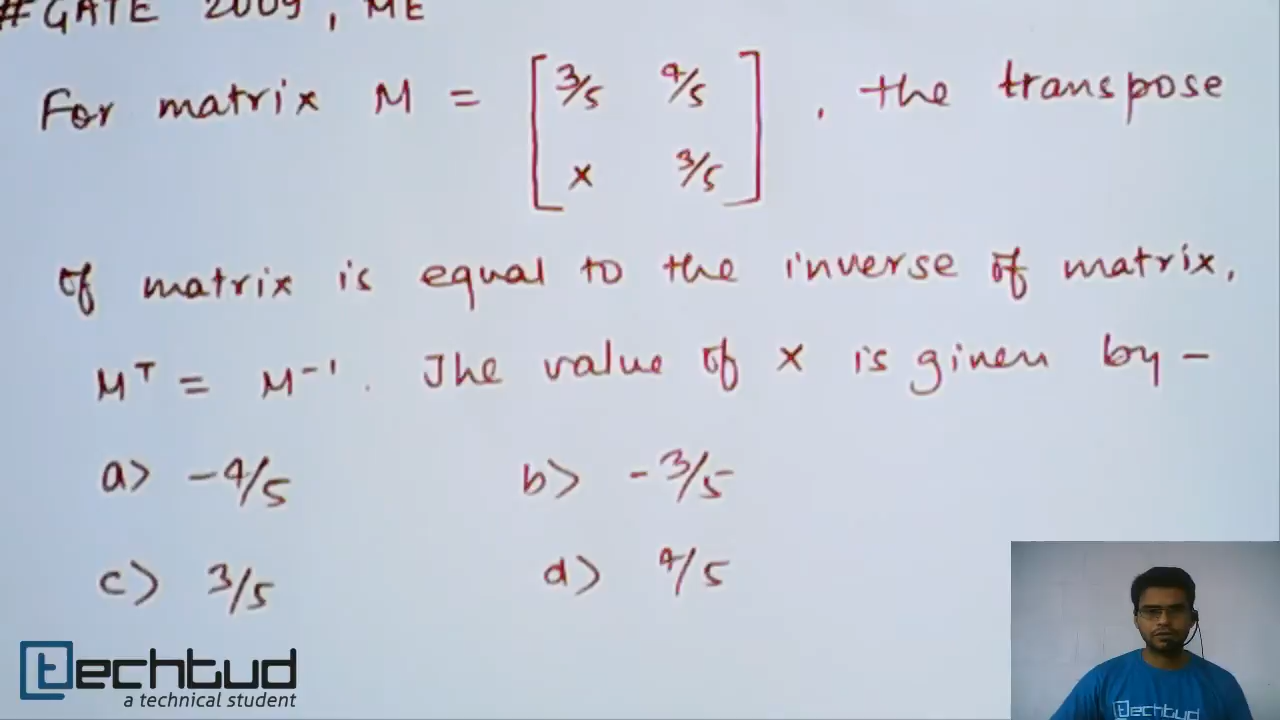 #GATE 2009, ME
For matrix M = [3/5 4/5
x 3/5] , the transpose
of matrix is equal to the inverse of matrix,
Mᵀ = M⁻¹. The value of x is given by -
a) -4/5 b) -3/5
c) 3/5 d) 4/5
techtud
a technical student
techtud